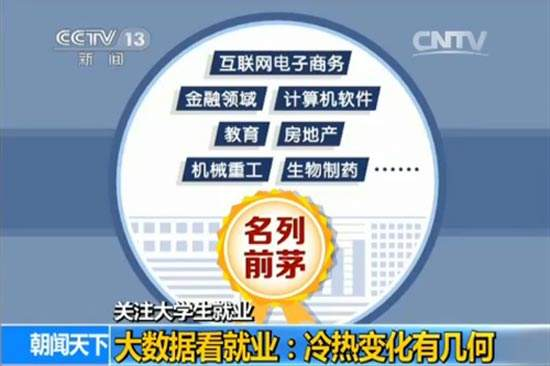 CCTV 13
新闻
CNTV
互联网电子商务
金融领域 计算机软件
教育 房地产
机械重工 生物制药 ……
名列
前茅
关注大学生就业
朝闻天下
大数据看就业：冷热变化有几何